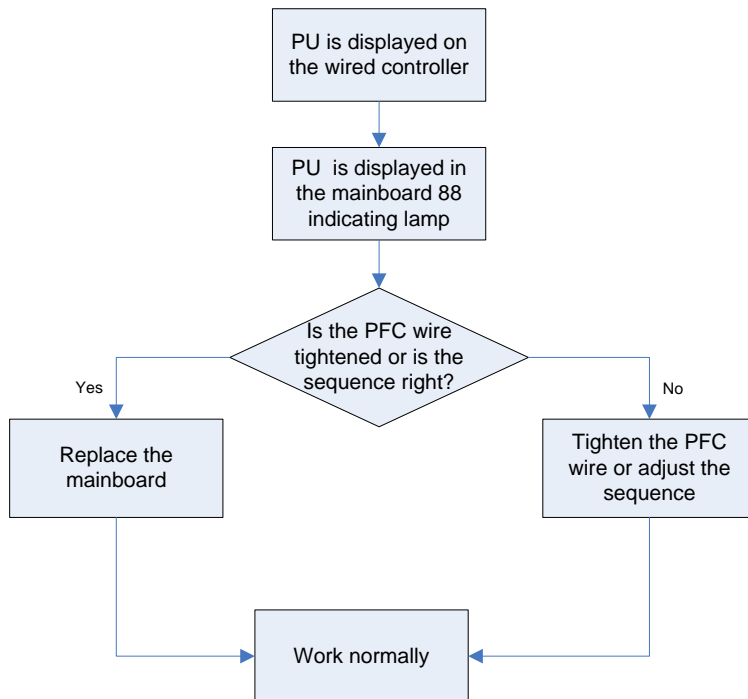 PU is displayed on
the wired controller
PU  is displayed in
the mainboard 88
indicating lamp
Is the PFC wire
tightened or is the
sequence right?
Yes
No
Replace the
mainboard
Tighten the PFC
wire or adjust the
sequence
Work normally